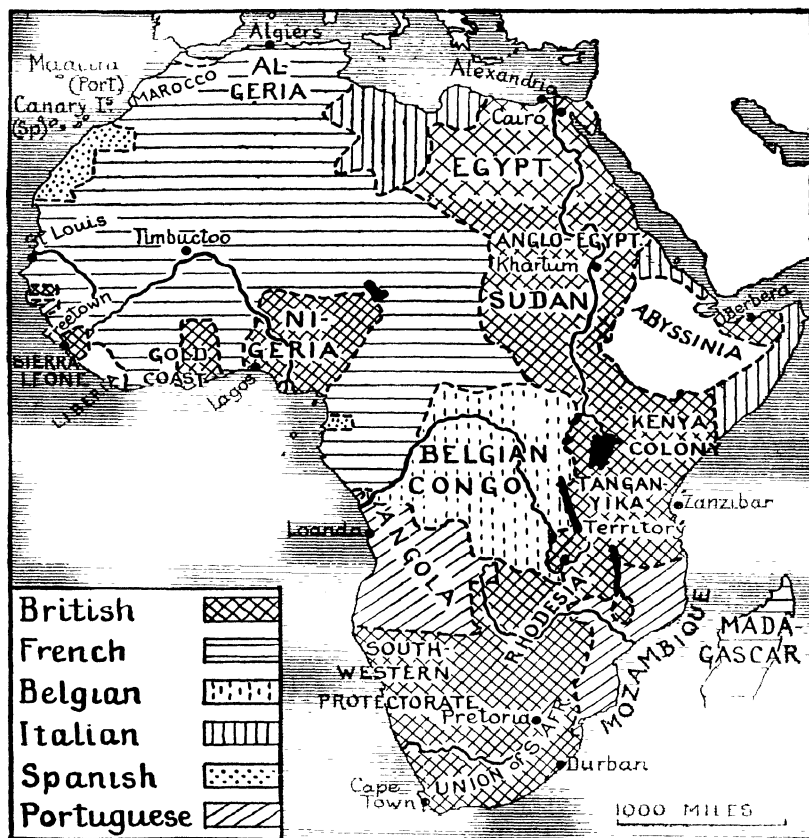 Algiers
Madeira
(Port)
MAROCCO
AL-
GERIA
Alexandria
Canary Is
(Sp)
Cairo
EGYPT
St Louis
Timbuctoo
ANGLO-EGYPT.
Khartum
SUDAN
Berbera
ABYSSINIA
Freetown
NI-
GERIA
SIERRA
LEONE
GOLD
COAST
LIBERIA
Lagos
KENYA
COLONY
BELGIAN
CONGO
TANGAN-
YIKA
Territor
Zanzibar
Loanda
ANGOLA
RHODESIA
MOZAMBIQUE
MADA-
GASCAR
SOUTH-
WESTERN
PROTECTORATE
Pretoria
UNION of S. AFR.
Durban
Cape
Town
British
French
Belgian
Italian
Spanish
Portuguese
1000 MILES